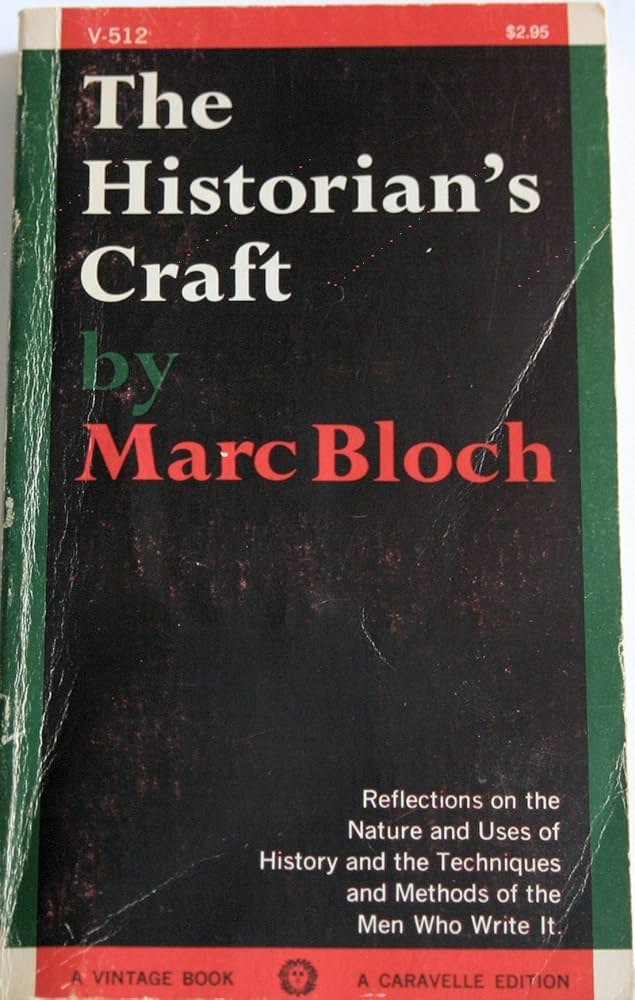 V-512 $2.95
The
Historian's
Craft
by
Marc Bloch
Reflections on the
Nature and Uses of
History and the Techniques
and Methods of the
Men Who Write It.
A VINTAGE BOOK A CARAVELLE EDITION